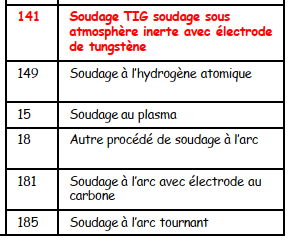 141 Soudage TIG soudage sous
atmosphère inerte avec électrode
de tungstène
149 Soudage à l'hydrogène atomique
15 Soudage au plasma
18 Autre procédé de soudage à l'arc
181 Soudage à l'arc avec électrode au
carbone
185 Soudage à l'arc tournant